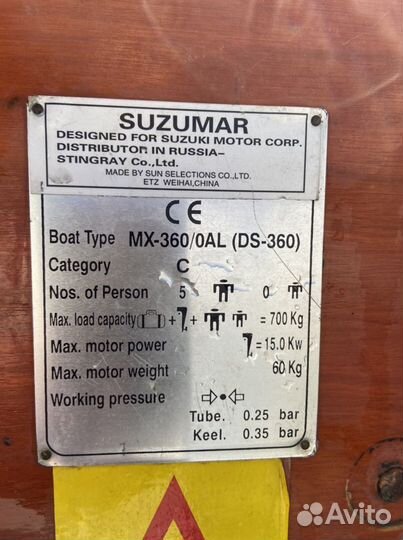 SUZUMAR
DESIGNED FOR SUZUKI MOTOR CORP.
DISTRIBUTOR IN RUSSIA–
STINGRAY Co.,Ltd.
MADE BY SUN SELECTIONS CO.,LTD.
ETZ WEIHAI,CHINA
CE
Boat Type MX-360/0AL (DS-360)
Category C
Nos. of Person 5 0
Max. load capacity + + = 700 Kg
Max. motor power = 15.0 Kw
Max. motor weight 60 Kg
Working pressure
Tube. 0.25 bar
Keel. 0.35 bar
Avito